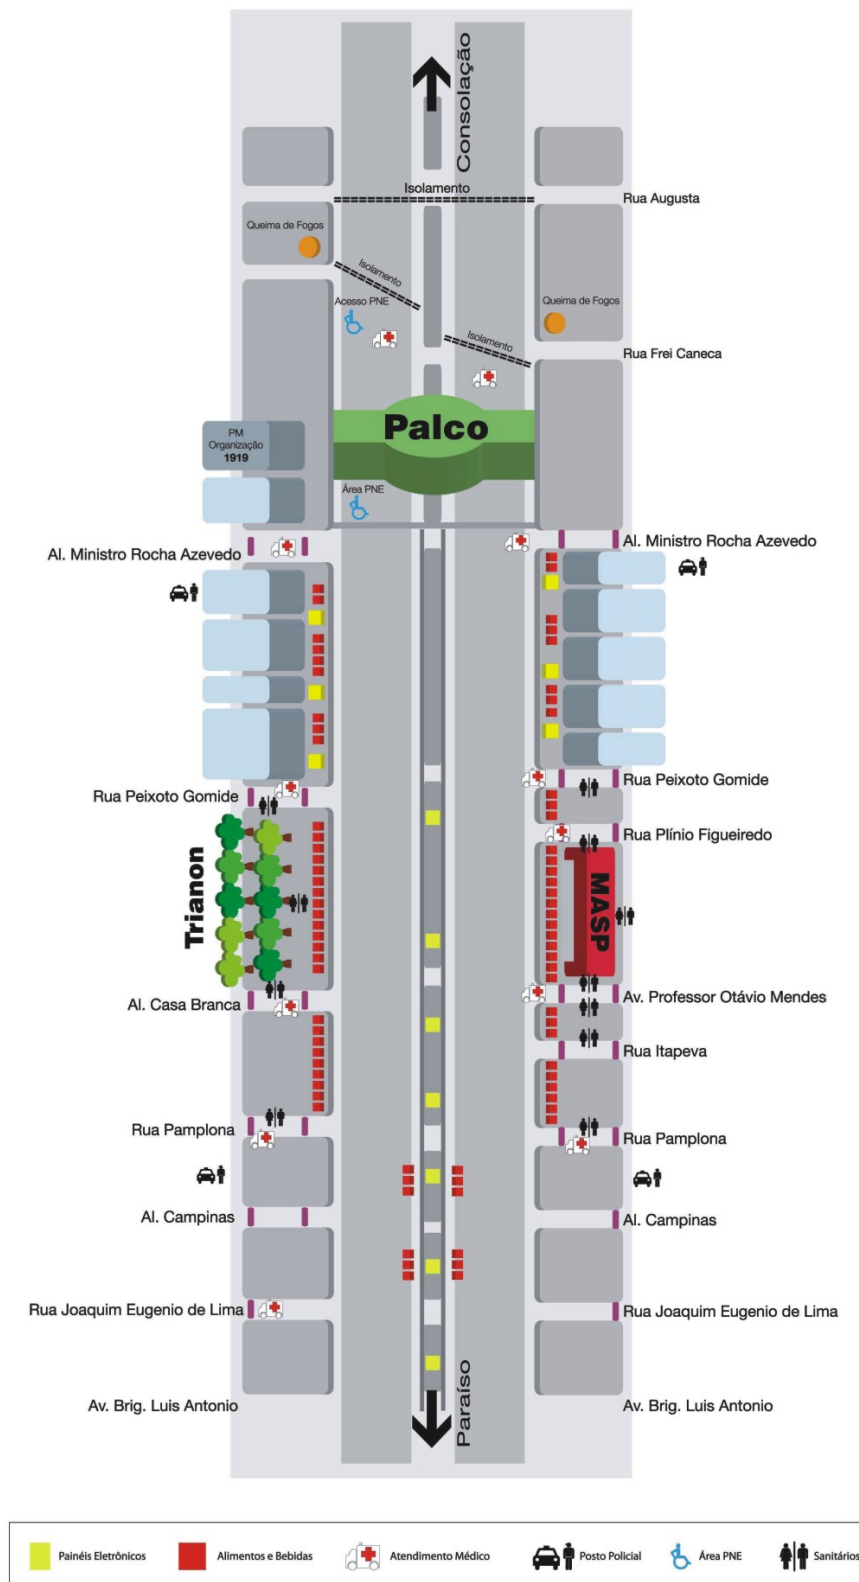 Consolação
Isolamento
Rua Augusta
Queima de Fogos
Isolamento
Acesso PNE
Queima de Fogos
Isolamento
Rua Frei Caneca
Palco
PM
Organização
1919
Área PNE
Al. Ministro Rocha Azevedo
Al. Ministro Rocha Azevedo
Rua Peixoto Gomide
Rua Peixoto Gomide
Rua Plínio Figueiredo
Trianon
MASP
Al. Casa Branca
Av. Professor Otávio Mendes
Rua Itapeva
Rua Pamplona
Rua Pamplona
Al. Campinas
Al. Campinas
Rua Joaquim Eugenio de Lima
Rua Joaquim Eugenio de Lima
Paraíso
Av. Brig. Luis Antonio
Av. Brig. Luis Antonio
Painéis Eletrônicos
Alimentos e Bebidas
Atendimento Médico
Posto Policial
Área PNE
Sanitários